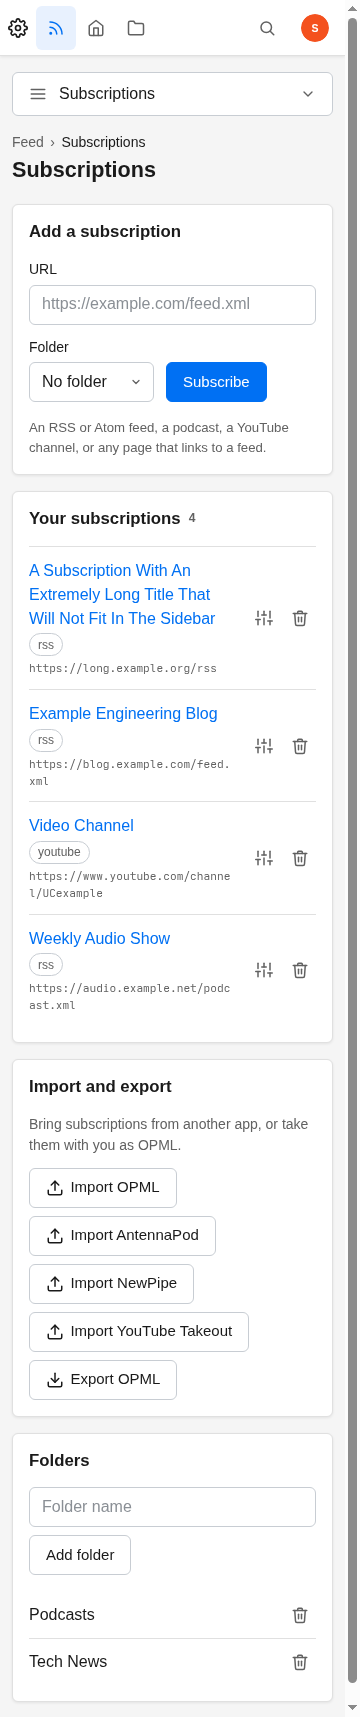 S
Subscriptions
Feed › Subscriptions
Subscriptions
Add a subscription
URL
https://example.com/feed.xml
Folder
No folder
Subscribe
An RSS or Atom feed, a podcast, a YouTube
channel, or any page that links to a feed.
Your subscriptions 4
A Subscription With An
Extremely Long Title That
Will Not Fit In The Sidebar
rss
https://long.example.org/rss
Example Engineering Blog
rss
https://blog.example.com/feed.
xml
Video Channel
youtube
https://www.youtube.com/channe
l/UCexample
Weekly Audio Show
rss
https://audio.example.net/podc
ast.xml
Import and export
Bring subscriptions from another app, or take
them with you as OPML.
Import OPML
Import AntennaPod
Import NewPipe
Import YouTube Takeout
Export OPML
Folders
Folder name
Add folder
Podcasts
Tech News